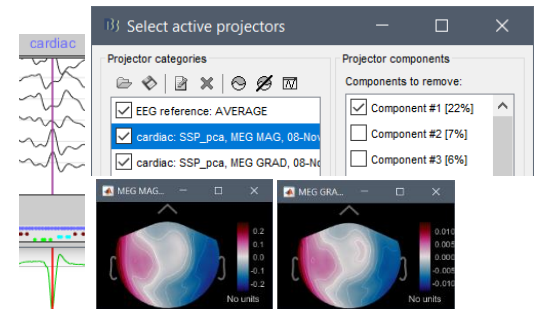 cardiac
Select active projectors
Projector categories
EEG reference: AVERAGE
cardiac: SSP_pca, MEG MAG, 08-Nov
cardiac: SSP_pca, MEG GRAD, 08-No
Projector components
Components to remove:
Component #1 [22%]
Component #2 [7%]
Component #3 [6%]
MEG MAG...
0.2
0.1
0.0
-0.1
-0.2
No units
MEG GRA...
0.010
0.005
0.000
-0.005
-0.010
No units